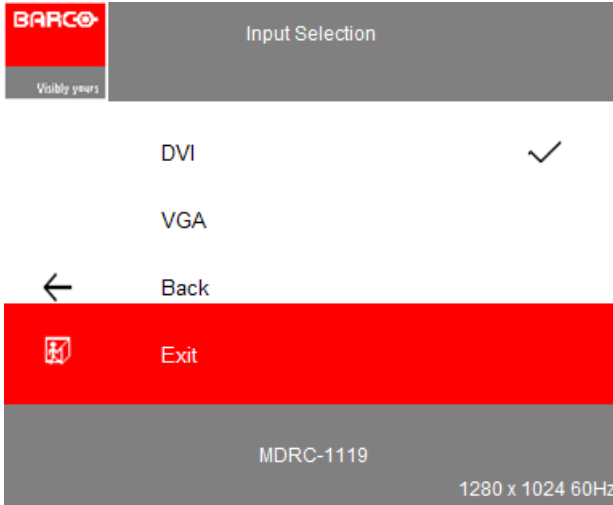 BARCO
Input Selection
Visibly yours
DVI
VGA
Back
Exit
MDRC-1119
1280 x 1024 60Hz